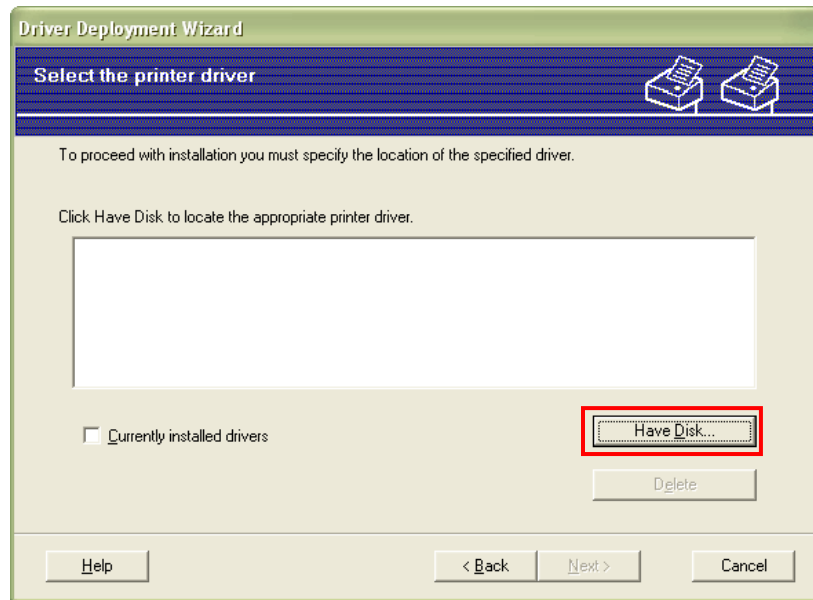 Driver Deployment Wizard
Select the printer driver
To proceed with installation you must specify the location of the specified driver.
Click Have Disk to locate the appropriate printer driver.
Currently installed drivers
Have Disk...
Delete
Help
< Back
Next >
Cancel